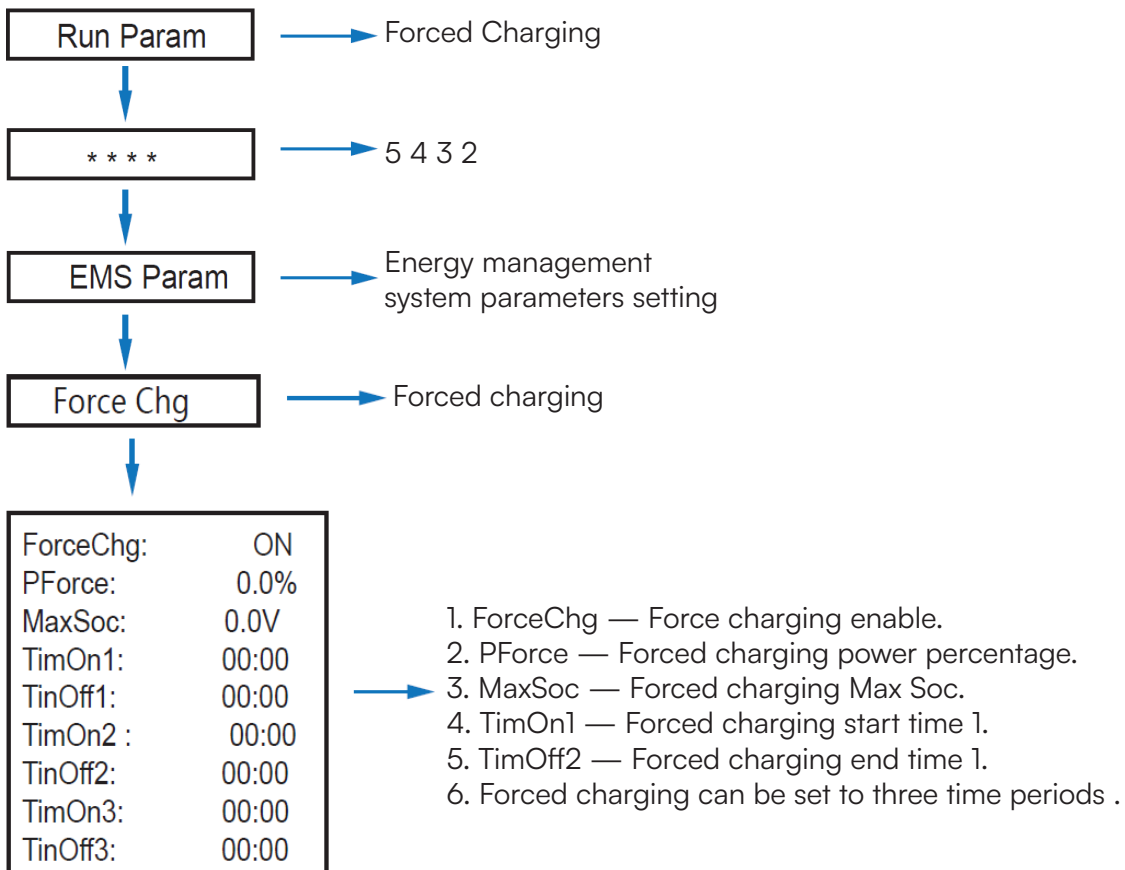 Run Param
Forced Charging
* * * *
5 4 3 2
EMS Param
Energy management
system parameters setting
Force Chg
Forced charging
ForceChg: ON
PForce: 0.0%
MaxSoc: 0.0V
TimOn1: 00:00
TinOff1: 00:00
TimOn2 : 00:00
TinOff2: 00:00
TimOn3: 00:00
TinOff3: 00:00
1. ForceChg — Force charging enable.
2. PForce — Forced charging power percentage.
3. MaxSoc — Forced charging Max Soc.
4. TimOn1 — Forced charging start time 1.
5. TimOff2 — Forced charging end time 1.
6. Forced charging can be set to three time periods .